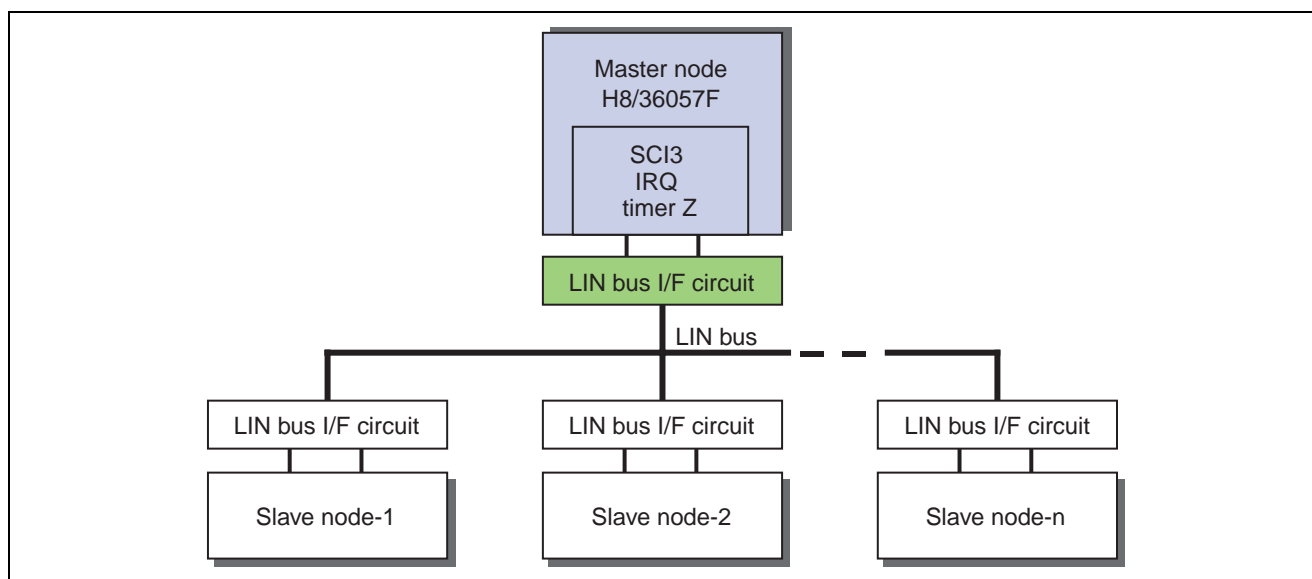 Master node
H8/36057F
SCI3
IRQ
timer Z
LIN bus I/F circuit
LIN bus
LIN bus I/F circuit
LIN bus I/F circuit
LIN bus I/F circuit
Slave node-1
Slave node-2
Slave node-n